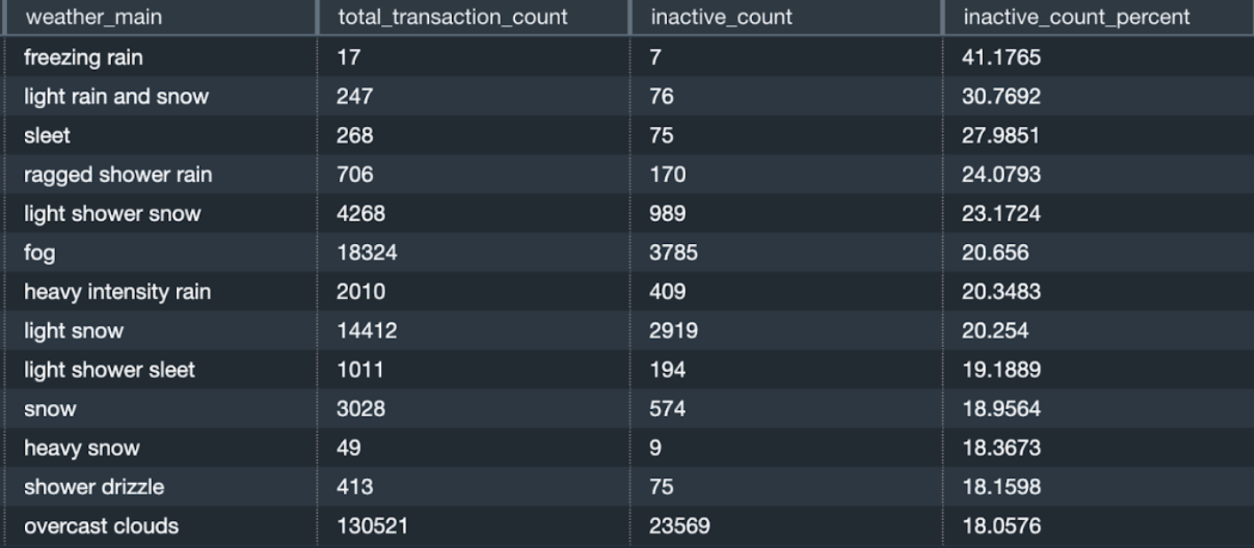 weather_main total_transaction_count inactive_count inactive_count_percent
freezing rain 17 7 41.1765
light rain and snow 247 76 30.7692
sleet 268 75 27.9851
ragged shower rain 706 170 24.0793
light shower snow 4268 989 23.1724
fog 18324 3785 20.656
heavy intensity rain 2010 409 20.3483
light snow 14412 2919 20.254
light shower sleet 1011 194 19.1889
snow 3028 574 18.9564
heavy snow 49 9 18.3673
shower drizzle 413 75 18.1598
overcast clouds 130521 23569 18.0576